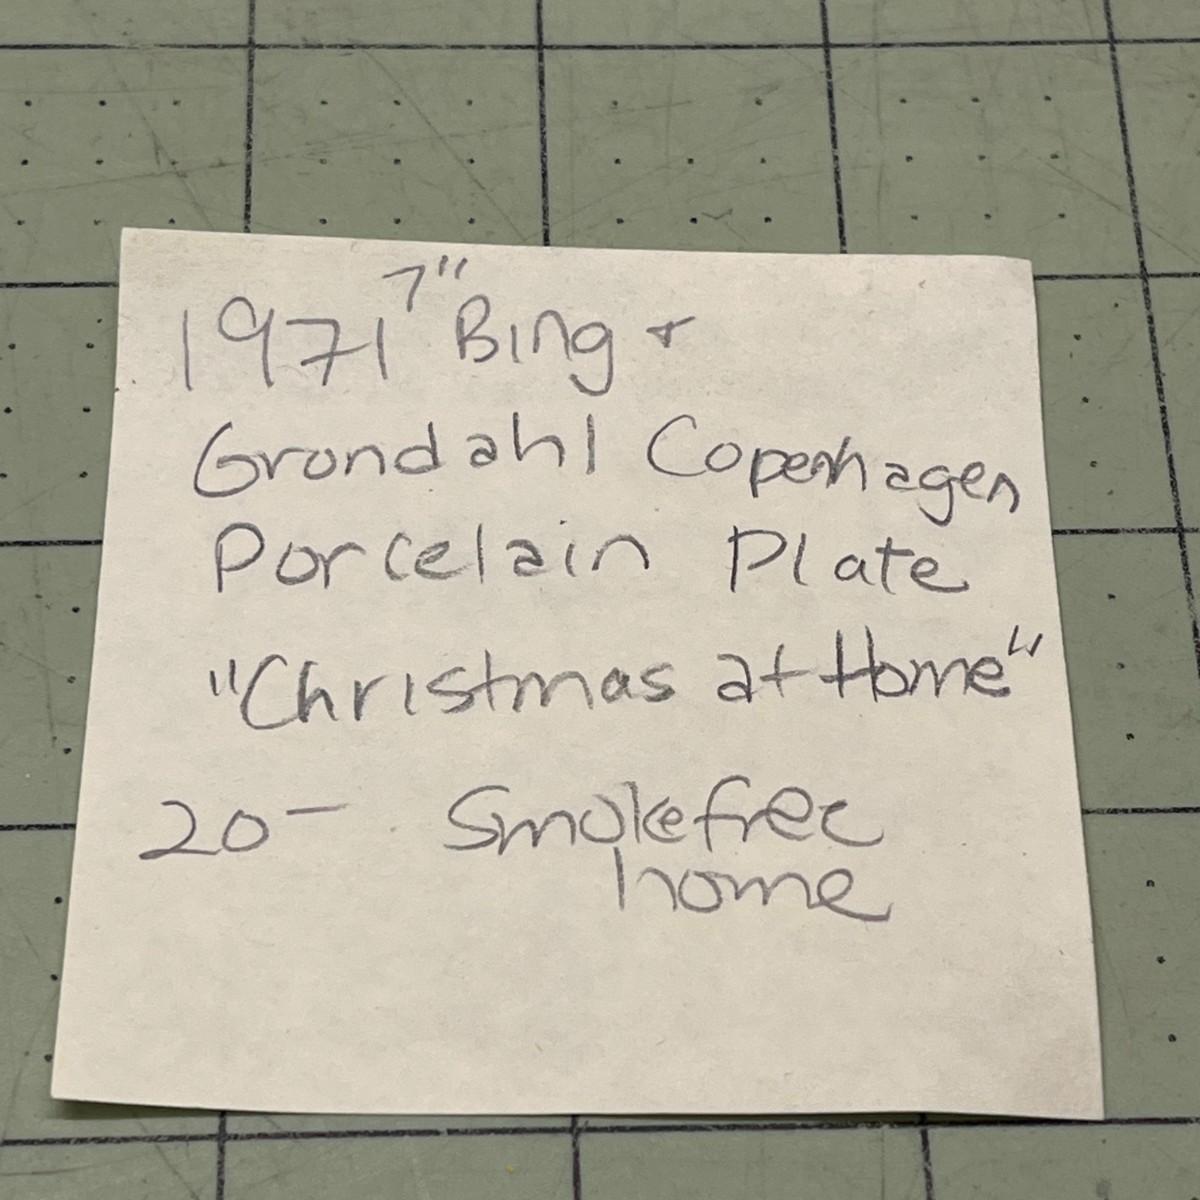 1971 7" Bing +
Grondahl Copenhagen
Porcelain Plate
"Christmas at Home"
20- Smokefree
home